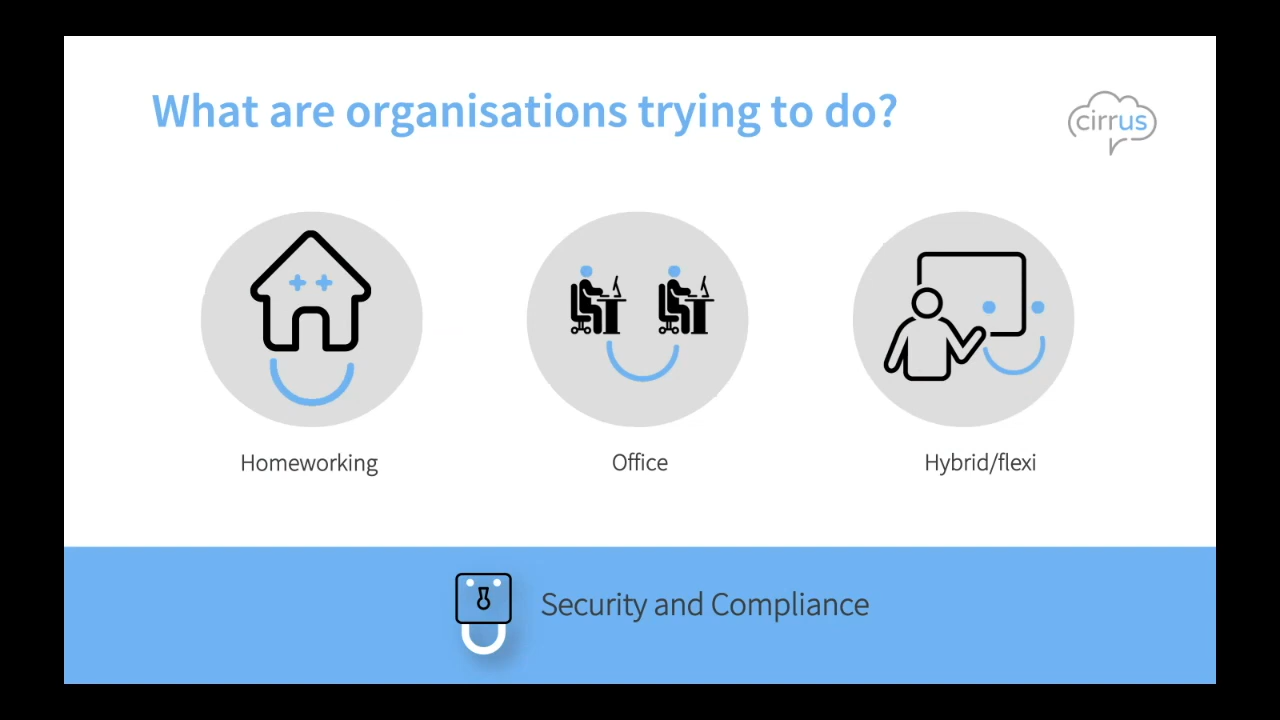 What are organisations trying to do?
cirrus
Homeworking
Office
Hybrid/flexi
Security and Compliance